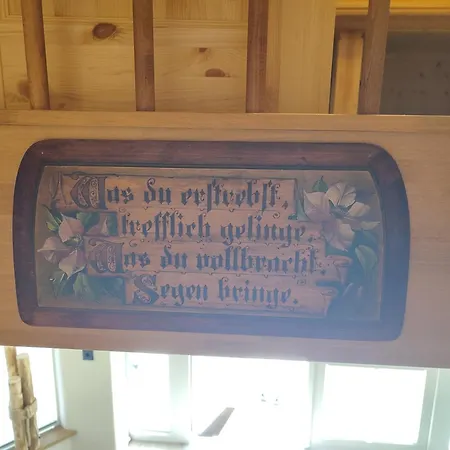 Was du erstrebst,
trefflich gelinge,
Was du vollbracht,
Segen bringe.